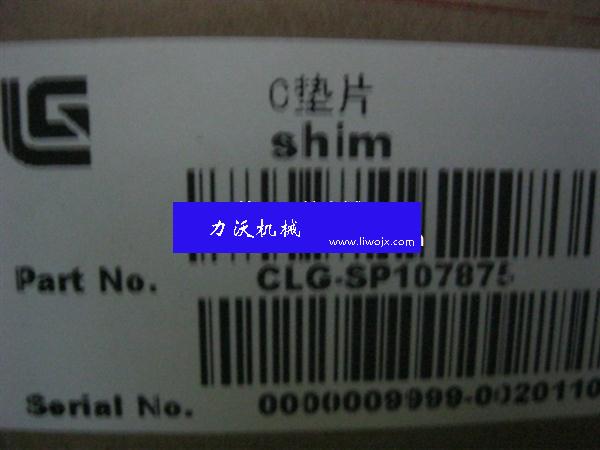 C垫片
shim
力沃机械
www.liwojx.com
Part No. CLG-SP107875
Serial No. 0000009999-0020110